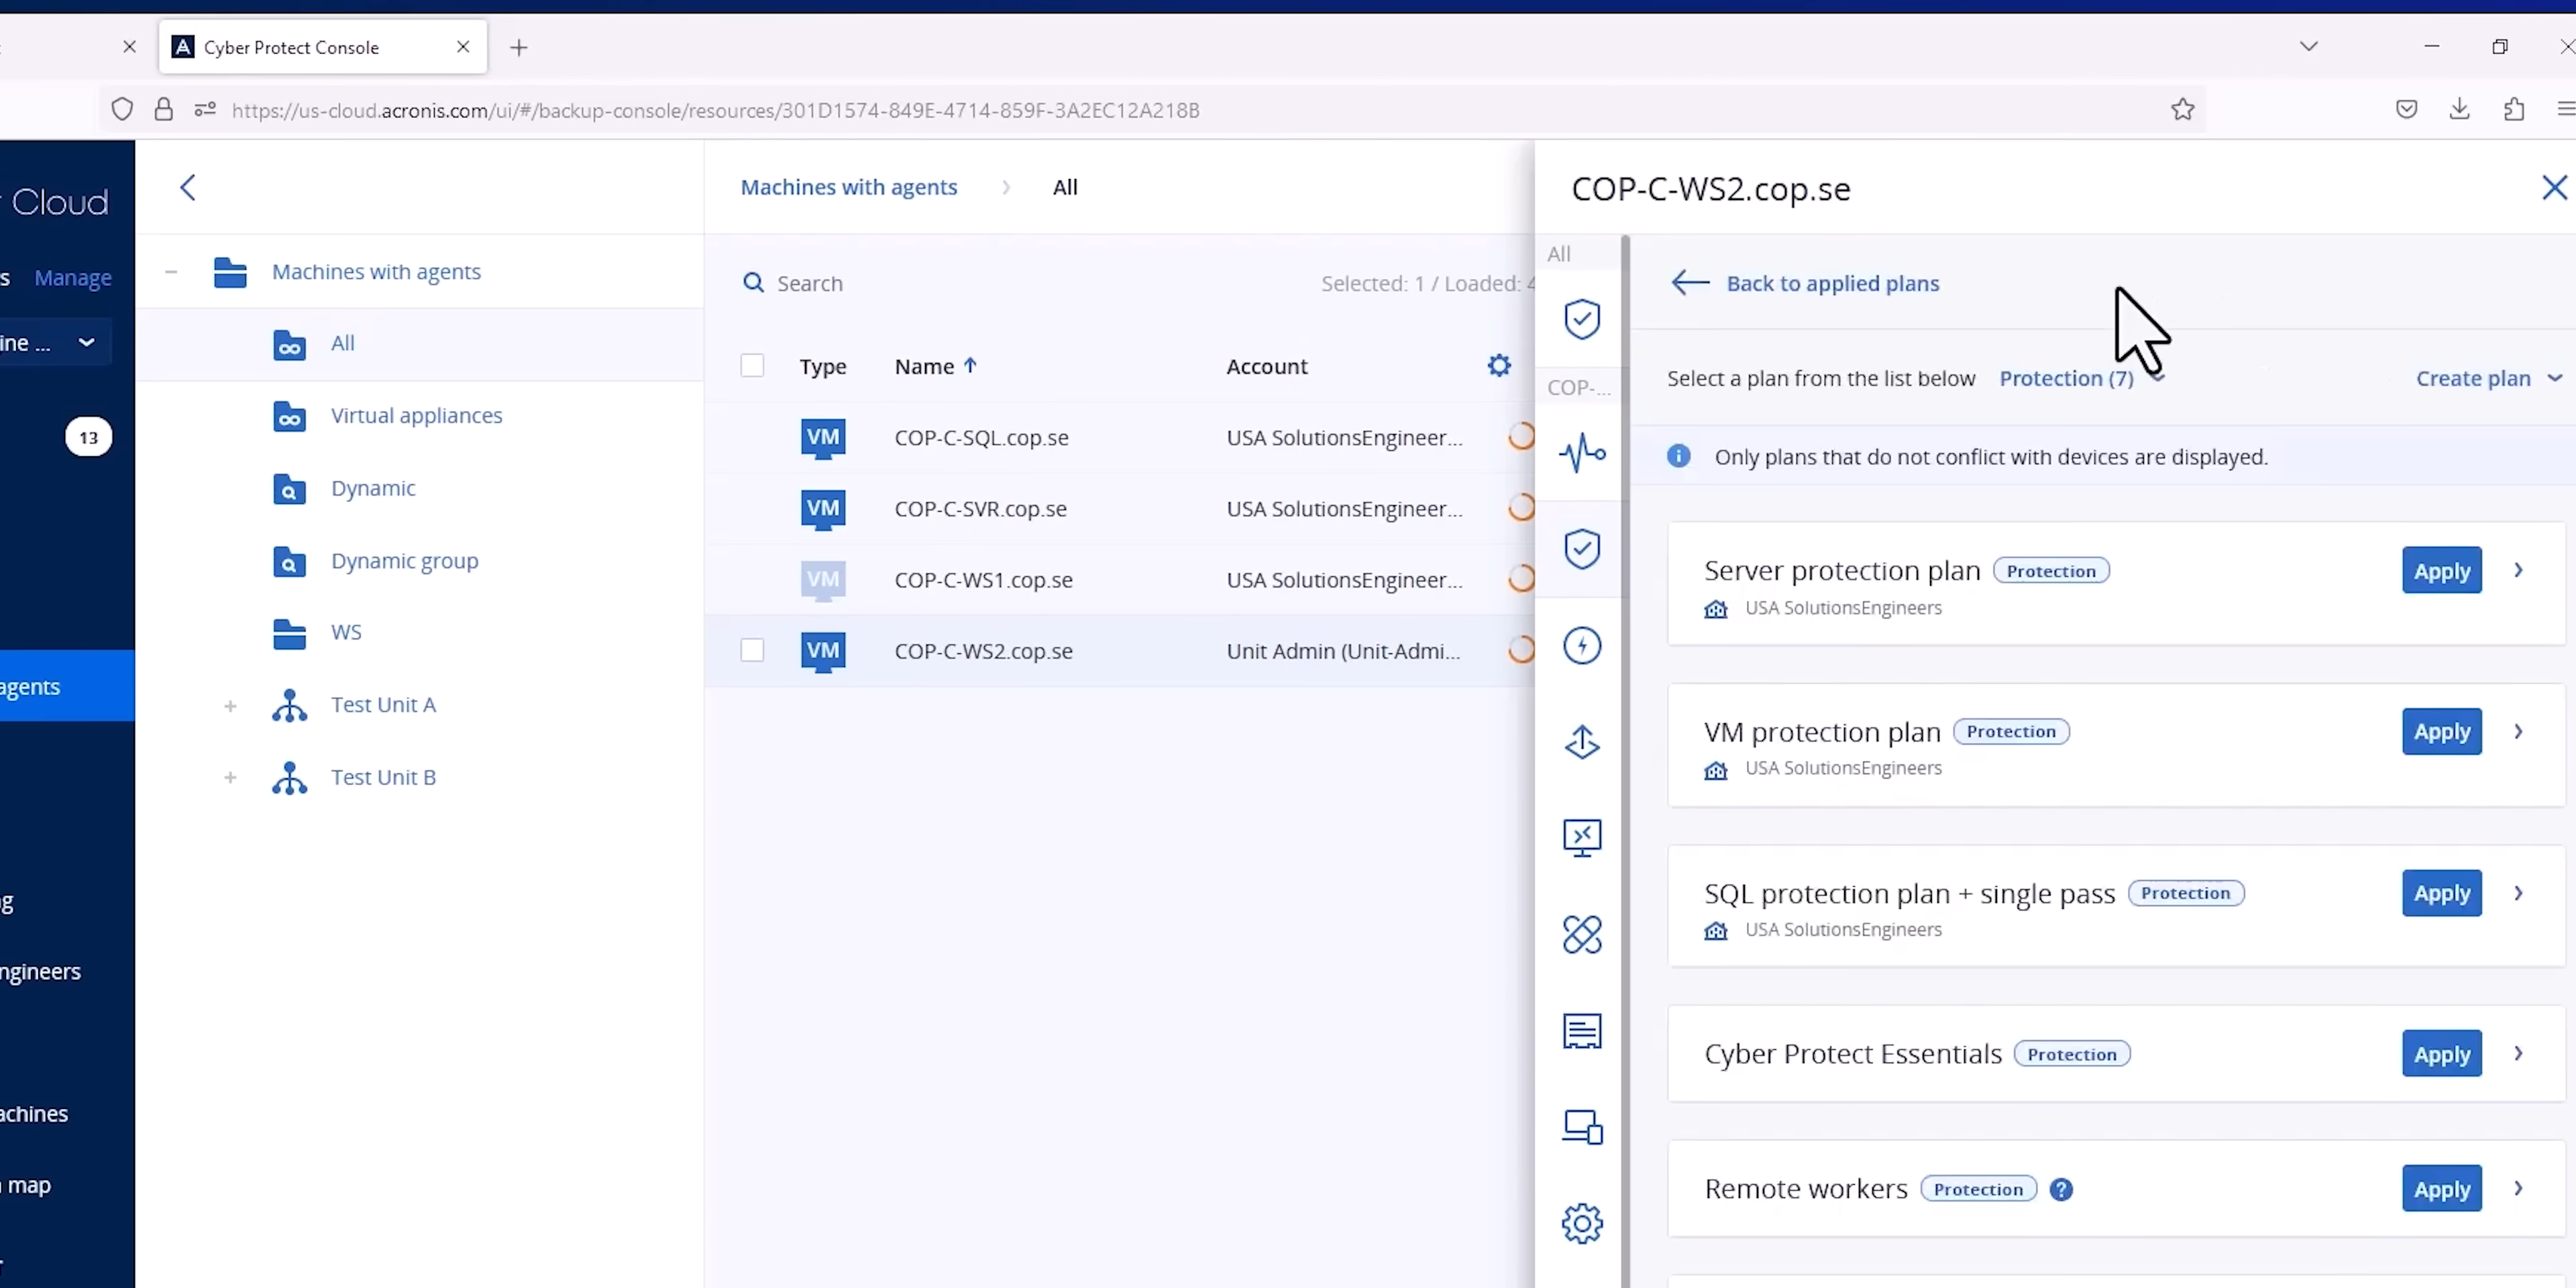 Cyber Protect Console
https://us-cloud.acronis.com/ui/#/backup-console/resources/301D1574-849E-4714-859F-3A2EC12A218B
Cloud
Manage
ine ...
13
agents
ngineers
achines
map
Machines with agents
All
Virtual appliances
Dynamic
Dynamic group
WS
Test Unit A
Test Unit B
Machines with agents > All
Search Selected: 1 / Loaded: 4
Type Name Account
VM COP-C-SQL.cop.se USA SolutionsEngineer...
VM COP-C-SVR.cop.se USA SolutionsEngineer...
VM COP-C-WS1.cop.se USA SolutionsEngineer...
VM COP-C-WS2.cop.se Unit Admin (Unit-Admi...
COP-C-WS2.cop.se
All
COP-...
Back to applied plans
Select a plan from the list below Protection (7) Create plan
Only plans that do not conflict with devices are displayed.
Server protection plan Protection Apply
USA SolutionsEngineers
VM protection plan Protection Apply
USA SolutionsEngineers
SQL protection plan + single pass Protection Apply
USA SolutionsEngineers
Cyber Protect Essentials Protection Apply
Remote workers Protection ? Apply